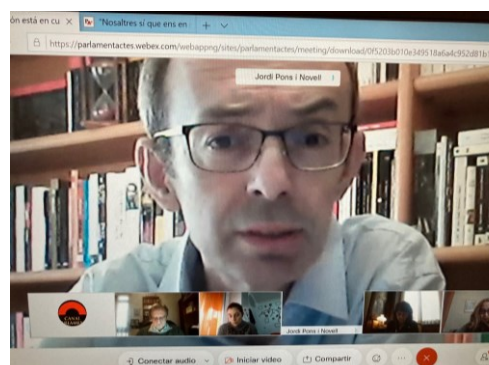 ón está en cu
"Nosaltres sí que ens en
https://parlamentactes.webex.com/webappng/sites/parlamentactes/meeting/download/0f5203b010e349518a6a4c952d81b
Jordi Pons i Novell
CANAL
Jordi Pons i Novell
Conectar audio
Iniciar vídeo
Compartir